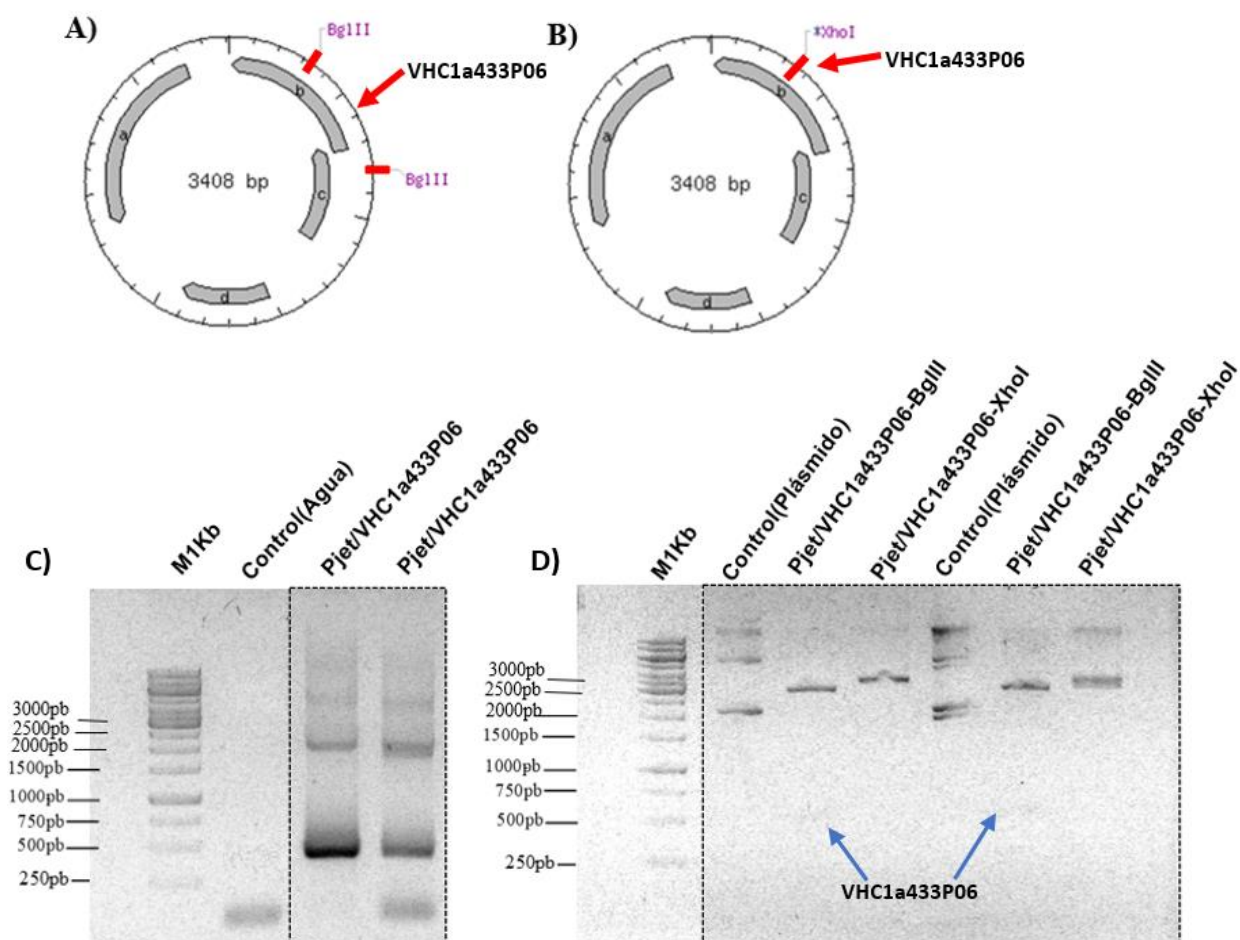 A)
BglII
VHC1a433P06
a
b
c
d
3408 bp
BglII
B)
*XhoI
VHC1a433P06
a
b
c
d
3408 bp
C)
M1Kb
Control(Agua)
Pjet/VHC1a433P06
Pjet/VHC1a433P06
3000pb
2500pb
2000pb
1500pb
1000pb
750pb
500pb
250pb
D)
M1Kb
Control(Plásmido)
Pjet/VHC1a433P06-BglII
Pjet/VHC1a433P06-XhoI
Control(Plásmido)
Pjet/VHC1a433P06-BglII
Pjet/VHC1a433P06-XhoI
3000pb
2500pb
2000pb
1500pb
1000pb
750pb
500pb
250pb
VHC1a433P06